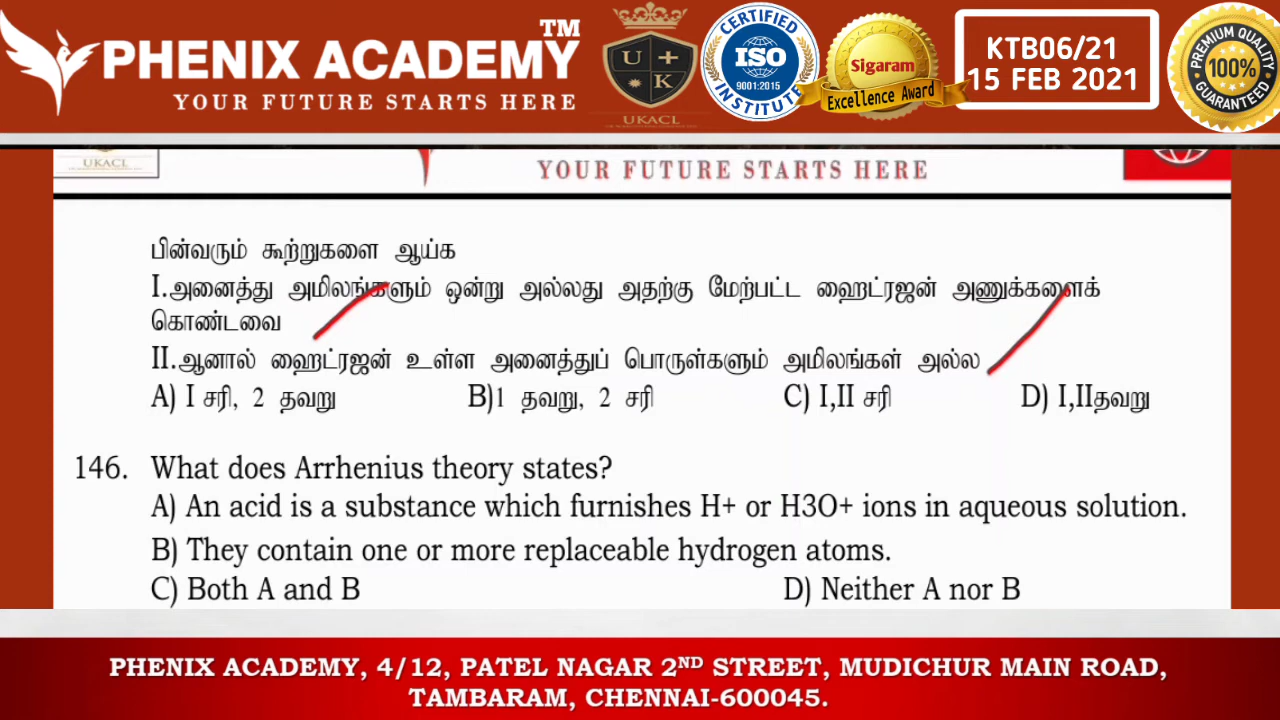 PHENIX ACADEMY TM
YOUR FUTURE STARTS HERE
U + K
UKACL
CERTIFIED
ISO
9001:2015
INSTITUTE
Sigaram
Excellence Award
KTB06/21
15 FEB 2021
PREMIUM QUALITY
100%
GUARANTEED
UKACL
YOUR FUTURE STARTS HERE
பின்வரும் கூற்றுகளை ஆய்க
I.அனைத்து அமிலங்களும் ஒன்று அல்லது அதற்கு மேற்பட்ட ஹைட்ரஜன் அணுக்களைக்
கொண்டவை
II.ஆனால் ஹைட்ரஜன் உள்ள அனைத்துப் பொருள்களும் அமிலங்கள் அல்ல
A) I சரி, 2 தவறு B)1 தவறு, 2 சரி C) I,II சரி D) I,IIதவறு
146. What does Arrhenius theory states?
A) An acid is a substance which furnishes H+ or H3O+ ions in aqueous solution.
B) They contain one or more replaceable hydrogen atoms.
C) Both A and B D) Neither A nor B
PHENIX ACADEMY, 4/12, PATEL NAGAR 2ND STREET, MUDICHUR MAIN ROAD,
TAMBARAM, CHENNAI-600045.